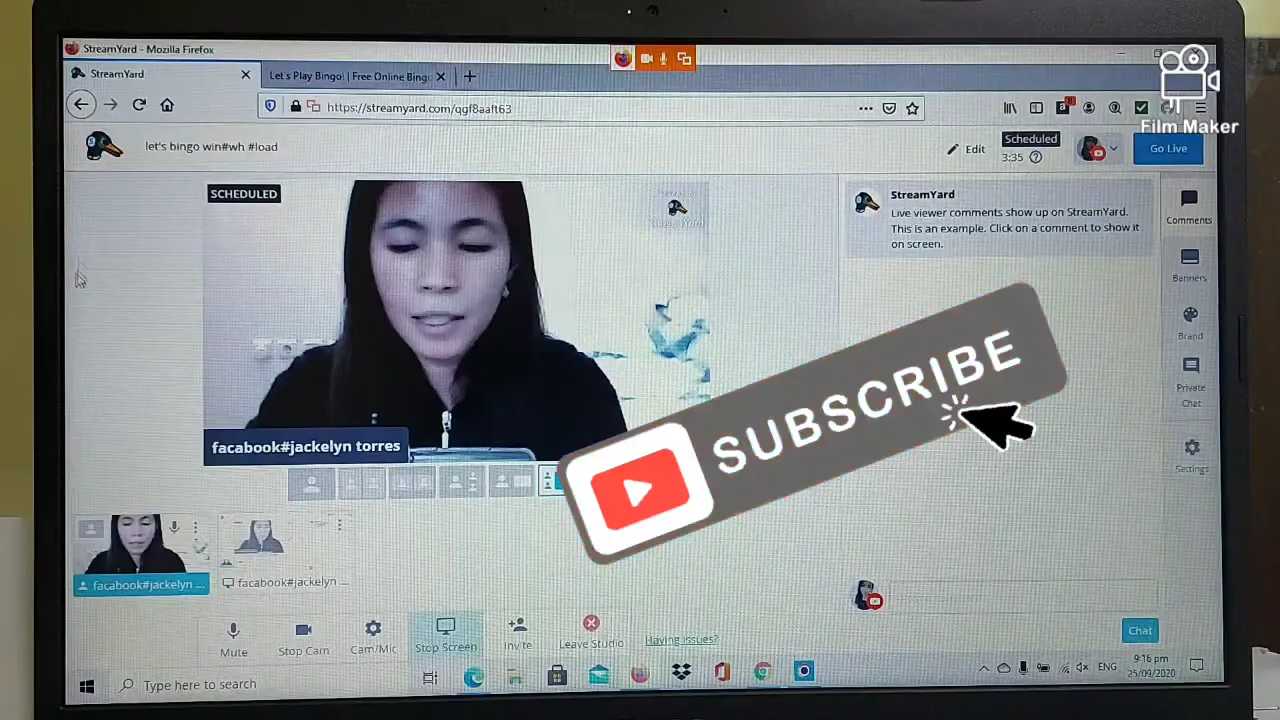 StreamYard - Mozilla Firefox
StreamYard
Let's Play Bingo! | Free Online Bing
https://streamyard.com/qgf8aaft63
Film Maker
let's bingo win#wh #load
Edit
Scheduled
3:35
Go Live
SCHEDULED
StreamYard
Live viewer comments show up on StreamYard.
This is an example. Click on a comment to show it
on screen.
Comments
Banners
Brand
Private
Chat
Settings
SUBSCRIBE
facabook#jackelyn torres
facabook#jackelyn ...
facabook#jackelyn ...
Mute
Stop Cam
Cam/Mic
Stop Screen
Invite
Leave Studio
Having issues?
Chat
Type here to search
ENG
9:16 pm
25/09/2020